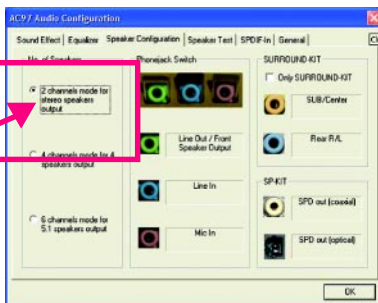 AC97 Audio Configuration
Sound Effect | Equalizer | Speaker Configuration | Speaker Test | SPDIF-In | General
No. of Speakers
2 channels mode for
stereo speakers
output
4 channels mode for
speakers output
6 channels mode for
5.1 speakers output
Phonejack Switch
Line Out / Front
Speaker Output
Line In
Mic In
SURROUND-KIT
Only SURROUND-KIT
SUB/Center
Rear R/L
SP-KIT
SPD out (coaxial)
SPD out (optical)
OK